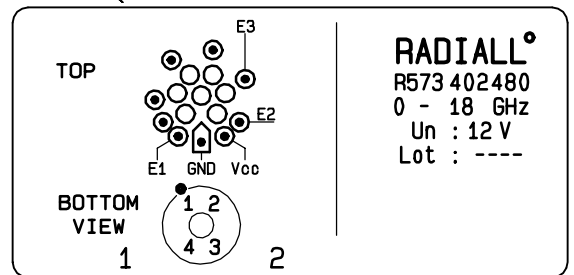 E3
TOP
E2
E1 GND Vcc
BOTTOM
VIEW
1 2
4 3
1 2
RADIALL°
R573 402480
0 - 18 GHz
Un : 12 V
Lot : ----